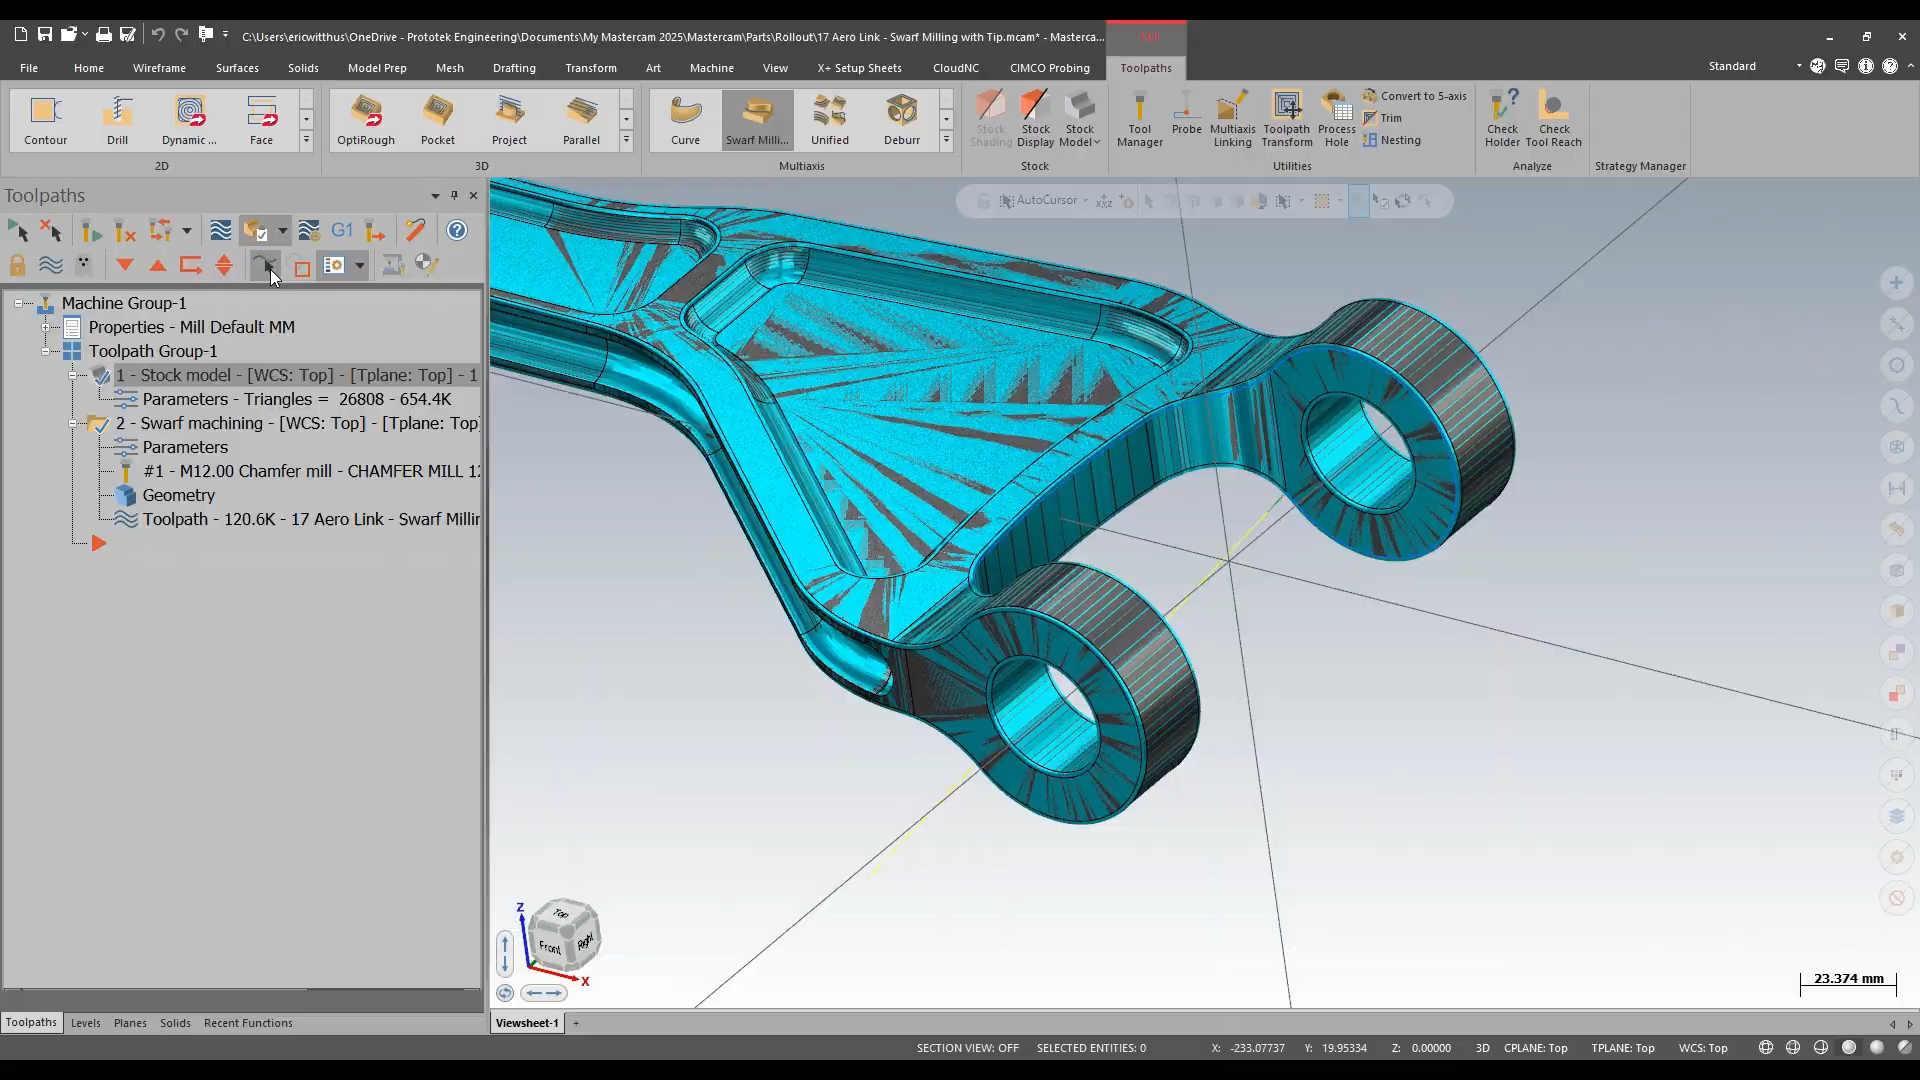 C:\Users\ericwitthus\OneDrive - Prototek Engineering\Documents\My Mastercam 2025\Mastercam\Parts\Rollout\17 Aero Link - Swarf Milling with Tip.mcam* - Masterca...
Mill
File Home Wireframe Surfaces Solids Model Prep Mesh Drafting Transform Art Machine View X+ Setup Sheets CloudNC CIMCO Probing Toolpaths
Standard
Contour Drill Dynamic ... Face
2D
OptiRough Pocket Project Parallel
3D
Curve Swarf Milli... Unified Deburr
Multiaxis
Stock Shading Stock Display Stock Model
Stock
Tool Manager Probe Multiaxis Linking Toolpath Transform Process Hole
Convert to 5-axis
Trim
Nesting
Utilities
Check Holder Check Tool Reach
Analyze
Strategy Manager
Toolpaths
G1
AutoCursor
XYZ
Machine Group-1
Properties - Mill Default MM
Toolpath Group-1
1 - Stock model - [WCS: Top] - [Tplane: Top] - 1
Parameters - Triangles = 26808 - 654.4K
2 - Swarf machining - [WCS: Top] - [Tplane: Top]
Parameters
#1 - M12.00 Chamfer mill - CHAMFER MILL 12
Geometry
Toolpath - 120.6K - 17 Aero Link - Swarf Millin
Z
Top
Front
Right
X
23.374 mm
Toolpaths Levels Planes Solids Recent Functions
Viewsheet-1 +
SECTION VIEW: OFF SELECTED ENTITIES: 0 X: -233.07737 Y: 19.95334 Z: 0.00000 3D CPLANE: Top TPLANE: Top WCS: Top